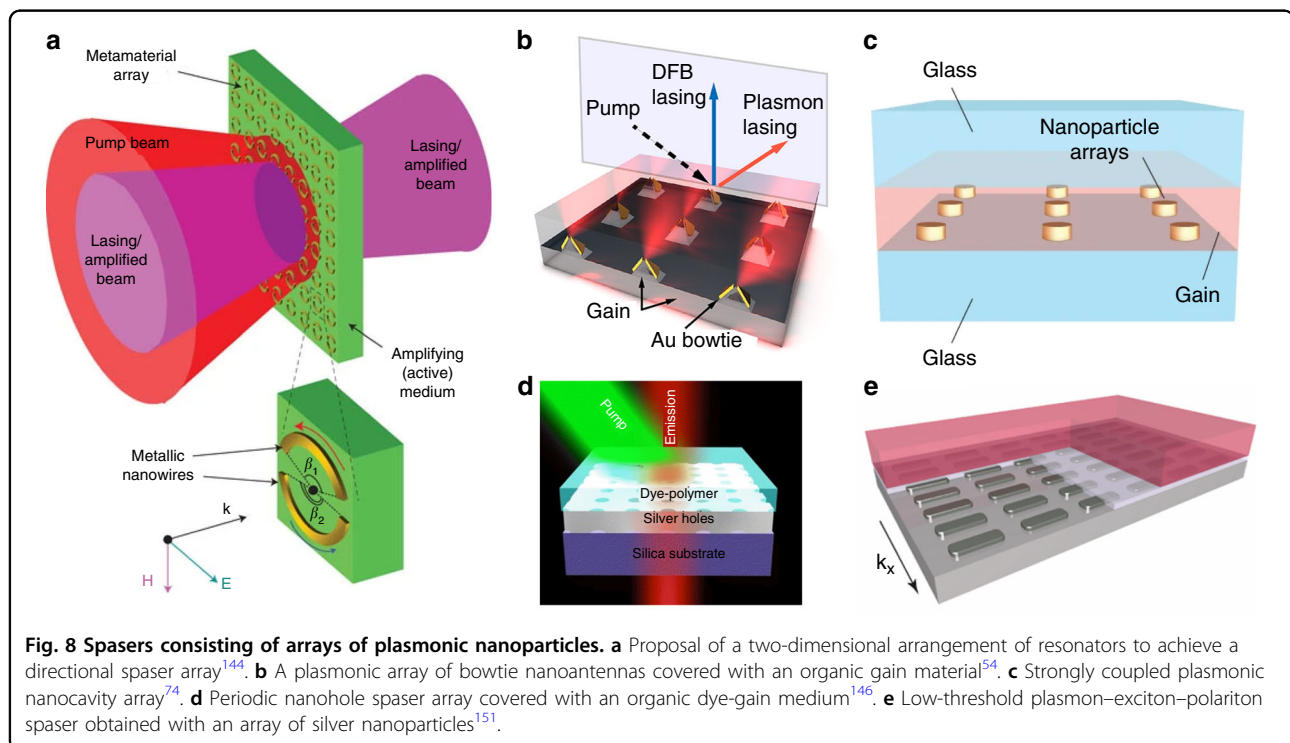 a
Metamaterial
array
Pump beam
Lasing/
amplified
beam
Lasing/
amplified
beam
Amplifying
(active)
medium
Metallic
nanowires
β1
β2
k
H
E
b
DFB
lasing
Pump
Plasmon
lasing
Gain
Au bowtie
c
Glass
Nanoparticle
arrays
Gain
Glass
d
Pump
Emission
Dye-polymer
Silver holes
Silica substrate
e
kx
Fig. 8 Spasers consisting of arrays of plasmonic nanoparticles. a Proposal of a two-dimensional arrangement of resonators to achieve a
directional spaser array144. b A plasmonic array of bowtie nanoantennas covered with an organic gain material54. c Strongly coupled plasmonic
nanocavity array74. d Periodic nanohole spaser array covered with an organic dye-gain medium146. e Low-threshold plasmon–exciton–polariton
spaser obtained with an array of silver nanoparticles151.